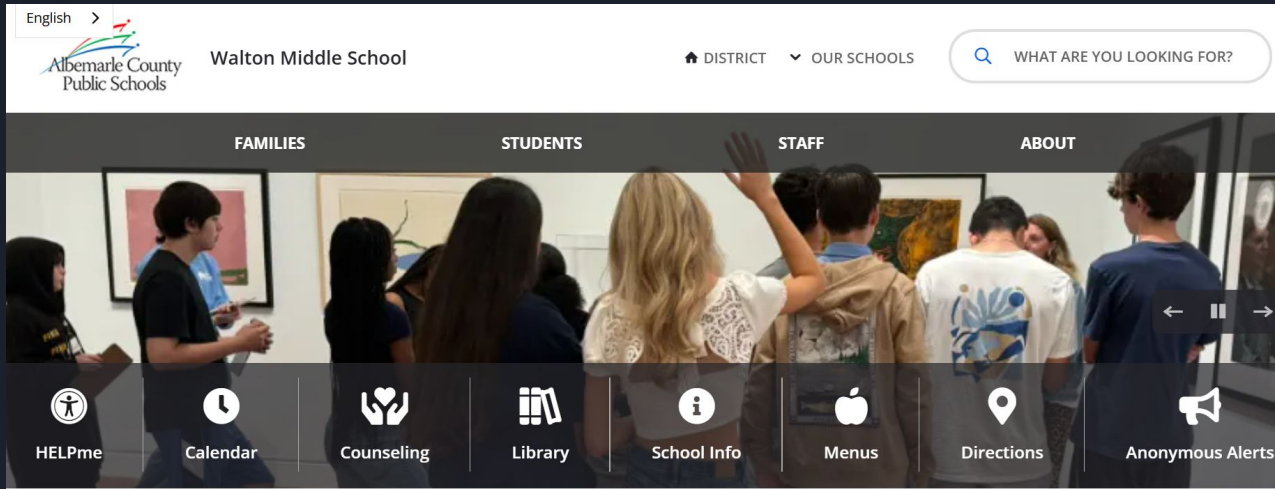 English
Albemarle County
Public Schools
Walton Middle School
DISTRICT
OUR SCHOOLS
WHAT ARE YOU LOOKING FOR?
FAMILIES
STUDENTS
STAFF
ABOUT
HELPme
Calendar
Counseling
Library
School Info
Menus
Directions
Anonymous Alerts